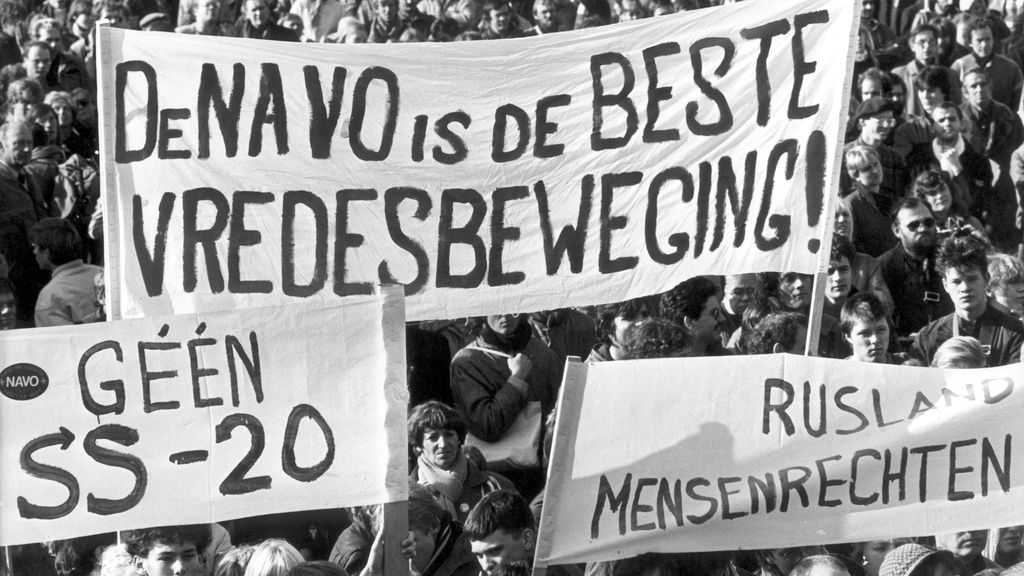 DE NAVO IS DE BESTE
VREDESBEWEGING!
NAVO
GÉÉN
SS-20
RUSLAND
MENSENRECHTEN